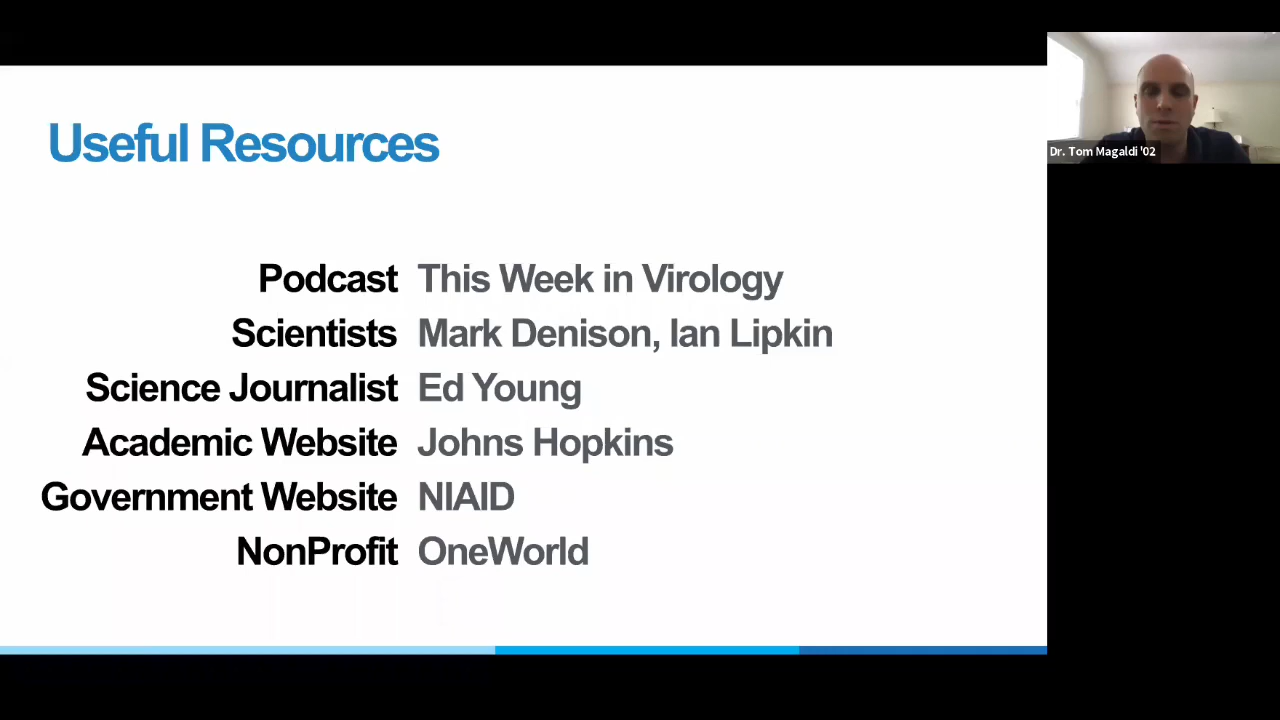 Useful Resources
Podcast This Week in Virology
Scientists Mark Denison, Ian Lipkin
Science Journalist Ed Young
Academic Website Johns Hopkins
Government Website NIAID
NonProfit OneWorld
Dr. Tom Magaldi '02